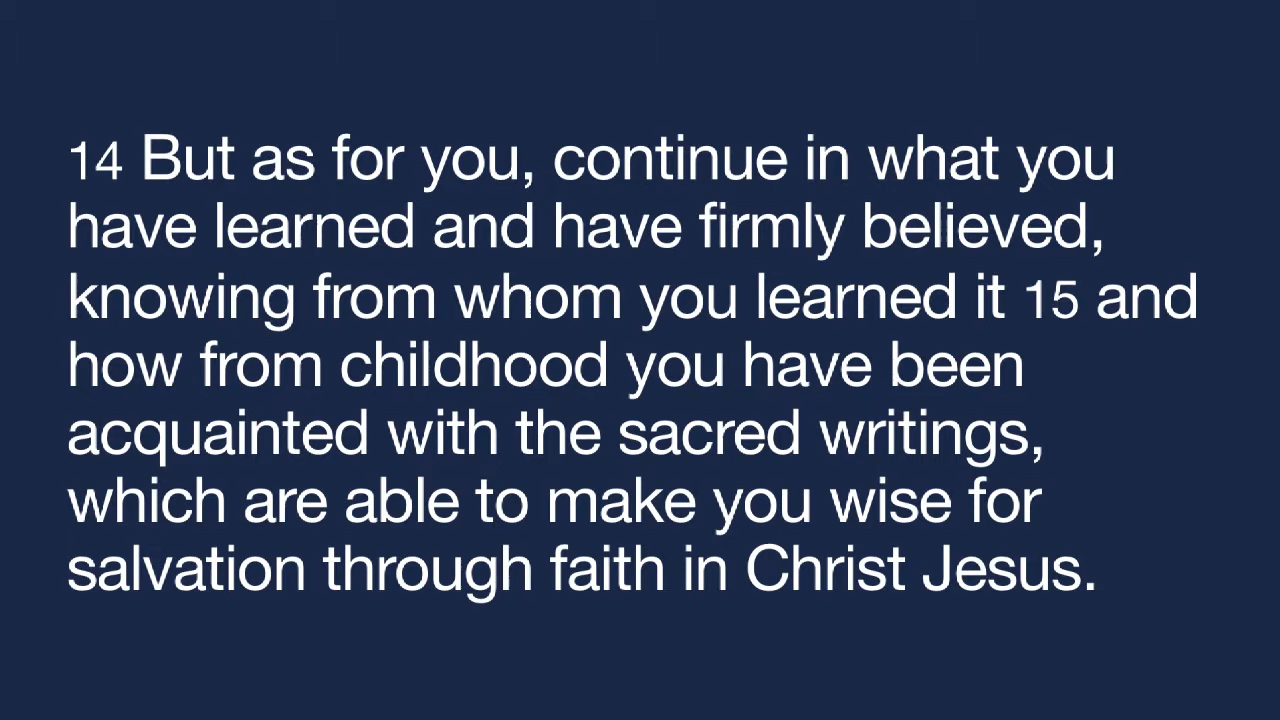 14 But as for you, continue in what you
have learned and have firmly believed,
knowing from whom you learned it 15 and
how from childhood you have been
acquainted with the sacred writings,
which are able to make you wise for
salvation through faith in Christ Jesus.